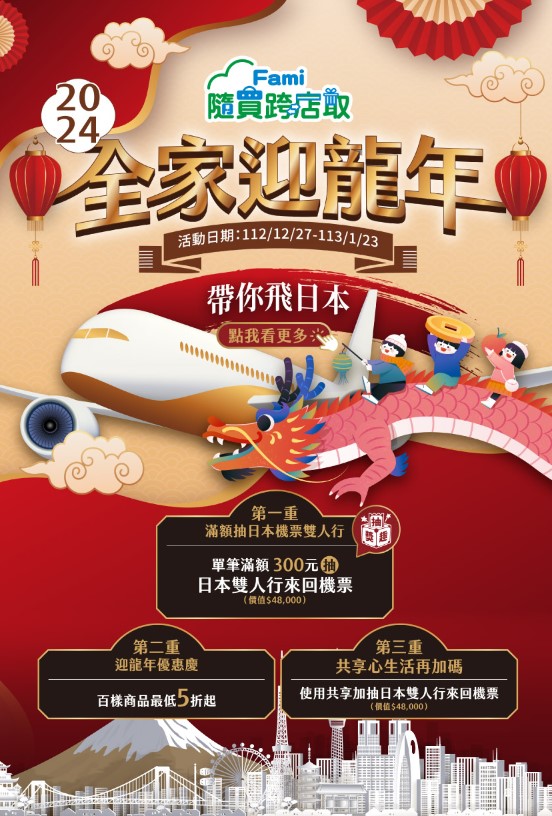 Fami
隨買跨店取
20
24
全家迎龍年
活動日期:112/12/27-113/1/23
帶你飛日本
點我看更多
第一重
滿額抽日本機票雙人行
抽
獎趣
單筆滿額 300元 抽
日本雙人行來回機票
(價值$48,000)
第二重
迎龍年優惠慶
百樣商品最低5折起
第三重
共享心生活再加碼
使用共享加抽日本雙人行來回機票
(價值$48,000)